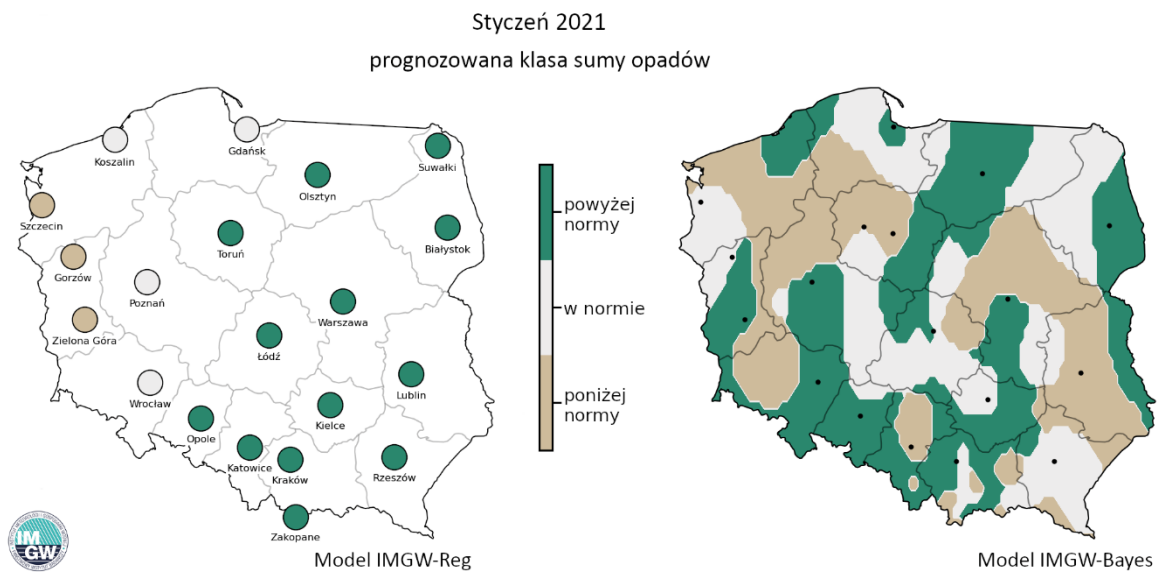 Styczeń 2021
prognozowana klasa sumy opadów
Koszalin
Gdańsk
Suwałki
Olsztyn
Szczecin
Białystok
Toruń
Gorzów
Poznań
Warszawa
Zielona Góra
Łódź
Lublin
Wrocław
Kielce
Opole
Katowice
Kraków
Rzeszów
Zakopane
powyżej
normy
w normie
poniżej
normy
IM
GW
Model IMGW-Reg
Model IMGW-Bayes